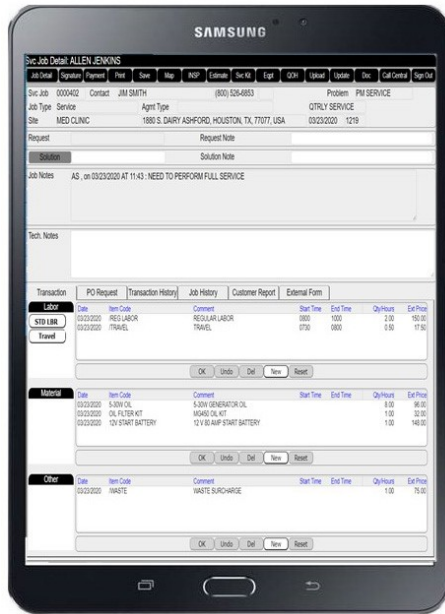 SAMSUNG
Svc Job Detail: ALLEN JENKINS
Job Detail Signature Payment Print Save Map INSP Estimate Svc Kit Eqpt QOH Upload Update Doc Call Central Sign Out
Svc Job 0000402 Contact JIM SMITH (800) 526-6853 Problem PM SERVICE
Job Type Service Agmt Type QTRLY SERVICE
Site MED CLINIC 1880 S. DAIRY ASHFORD, HOUSTON, TX, 77077, USA 03/23/2020 1219
Request Request Note
Solution Solution Note
Job Notes AS , on 03/23/2020 AT 11:43 : NEED TO PERFORM FULL SERVICE
Tech. Notes
Transaction PO Request Transaction History Job History Customer Report External Form
Labor Date Item Code Comment Start Time End Time Qty/Hours Ext Price
STD LBR 03/23/2020 /REG LABOR REGULAR LABOR 0800 1000 2.00 150.00
Travel 03/23/2020 /TRAVEL TRAVEL 0730 0800 0.50 17.50
OK Undo Del New Reset
Material Date Item Code Comment Start Time End Time Qty/Hours Ext Price
03/23/2020 5-30W OIL 5-30W GENERATOR OIL 8.00 96.00
03/23/2020 OIL FILTER KIT MG450 OIL KIT 1.00 32.00
03/23/2020 12V START BATTERY 12 V 80 AMP START BATTERY 1.00 148.00
OK Undo Del New Reset
Other Date Item Code Comment Start Time End Time Qty/Hours Ext Price
03/23/2020 /WASTE WASTE SURCHARGE 1.00 75.00
OK Undo Del New Reset